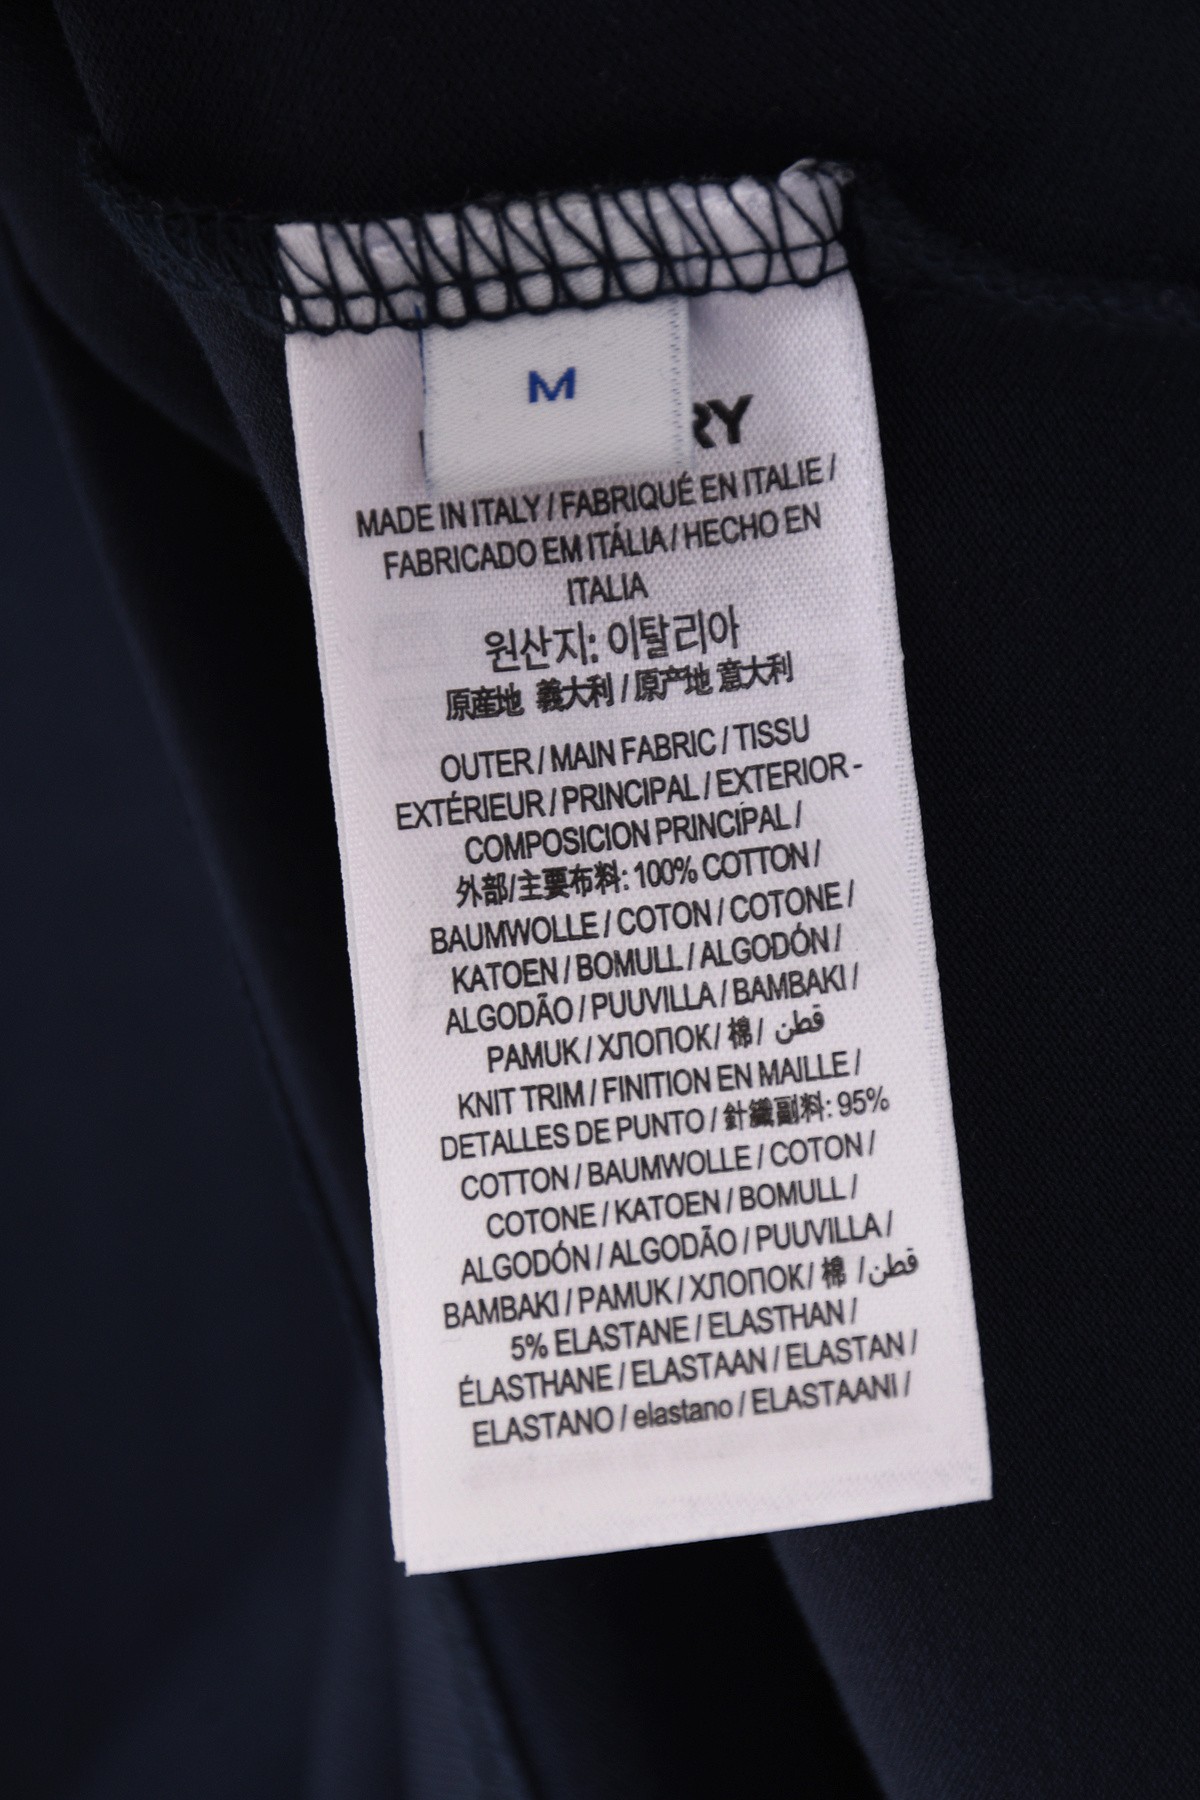 M
RY
MADE IN ITALY / FABRIQUÉ EN ITALIE /
FABRICADO EM ITÁLIA / HECHO EN
ITALIA
원산지: 이탈리아
原産地 義大利 / 原产地 意大利
OUTER / MAIN FABRIC / TISSU
EXTÉRIEUR / PRINCIPAL / EXTERIOR -
COMPOSICION PRINCIPAL /
外部/主要布料: 100% COTTON /
BAUMWOLLE / COTON / COTONE /
KATOEN / BOMULL / ALGODÓN /
ALGODÃO / PUUVILLA / BAMBAKI /
PAMUK / ХЛОПОК / 棉 / قطن
KNIT TRIM / FINITION EN MAILLE /
DETALLES DE PUNTO / 針織副料: 95%
COTTON / BAUMWOLLE / COTON /
COTONE / KATOEN / BOMULL /
ALGODÓN / ALGODÃO / PUUVILLA /
BAMBAKI / PAMUK / ХЛОПОК / 棉 / قطن
5% ELASTANE / ELASTHAN /
ÉLASTHANE / ELASTAAN / ELASTAN /
ELASTANO / elastano / ELASTAANI /